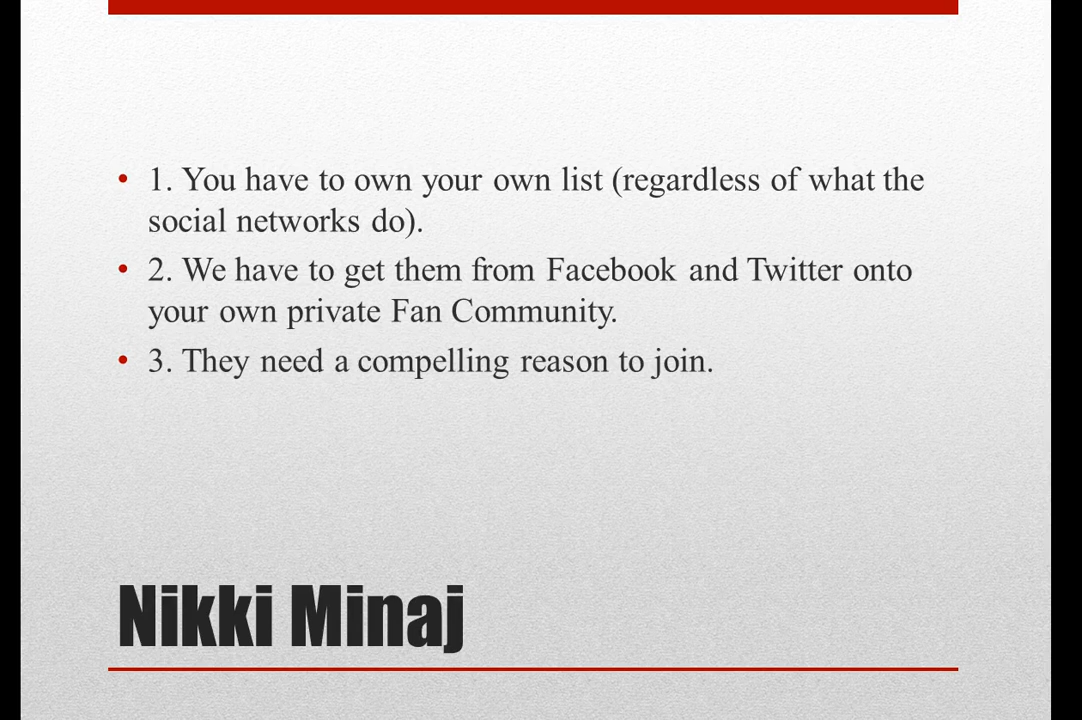 • 1. You have to own your own list (regardless of what the
social networks do).
• 2. We have to get them from Facebook and Twitter onto
your own private Fan Community.
• 3. They need a compelling reason to join.
Nikki Minaj